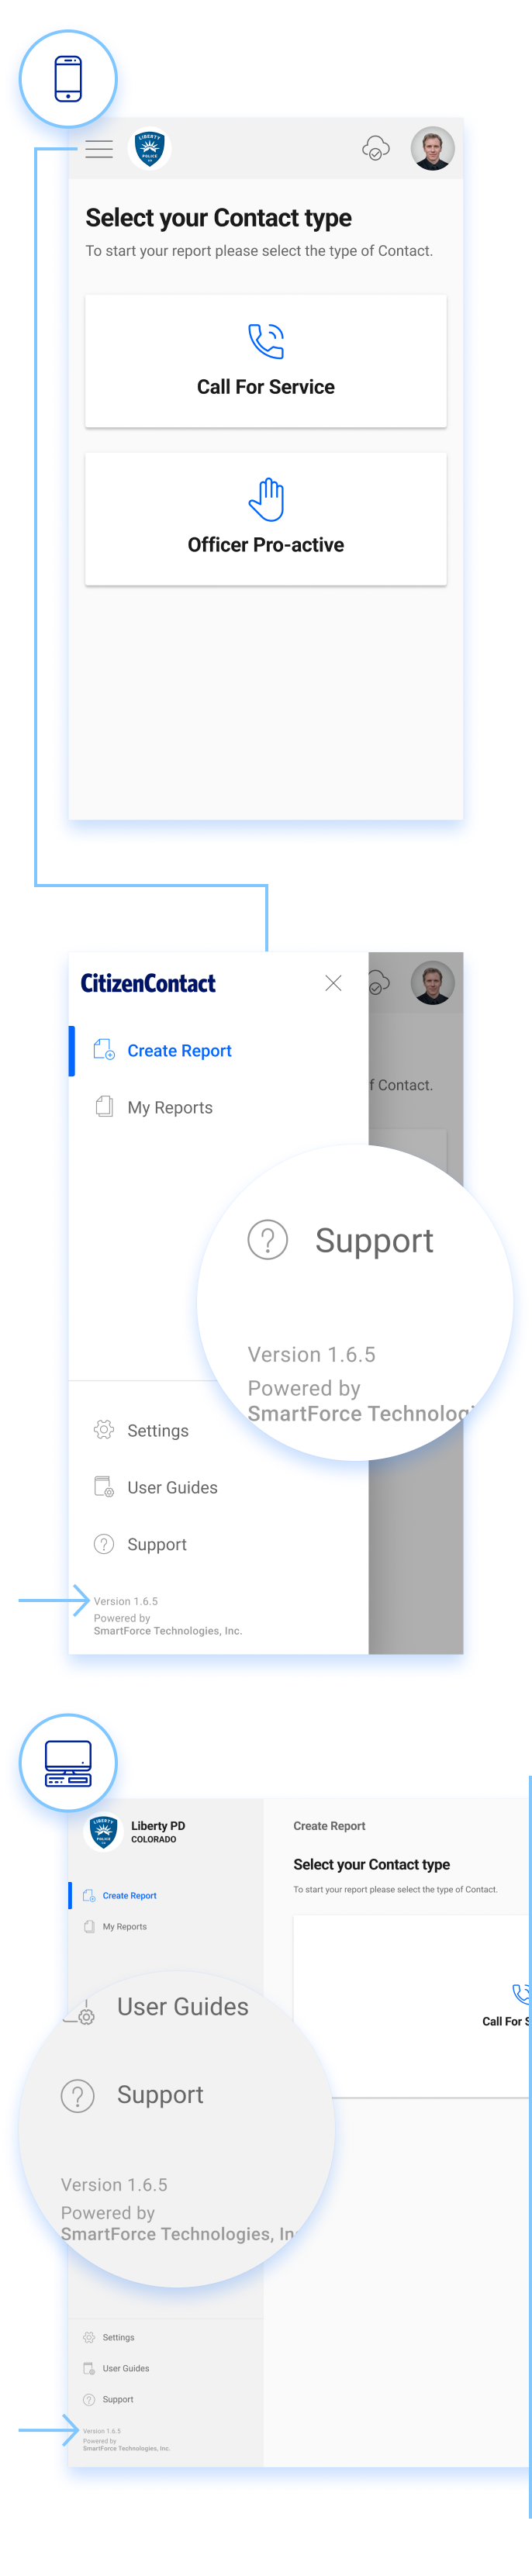 LIBERTY
POLICE
Select your Contact type
To start your report please select the type of Contact.
Call For Service
Officer Pro-active
CitizenContact
Create Report
f Contact.
My Reports
Support
Version 1.6.5
Powered by
SmartForce Technolog
Settings
User Guides
Support
Version 1.6.5
Powered by
SmartForce Technologies, Inc.
LIBERTY
POLICE
Liberty PD
COLORADO
Create Report
My Reports
Create Report
Select your Contact type
To start your report please select the type of Contact.
Call For S
User Guides
Support
Version 1.6.5
Powered by
SmartForce Technologies, In
Settings
User Guides
Support
Version 1.6.5
Powered by
SmartForce Technologies, Inc.